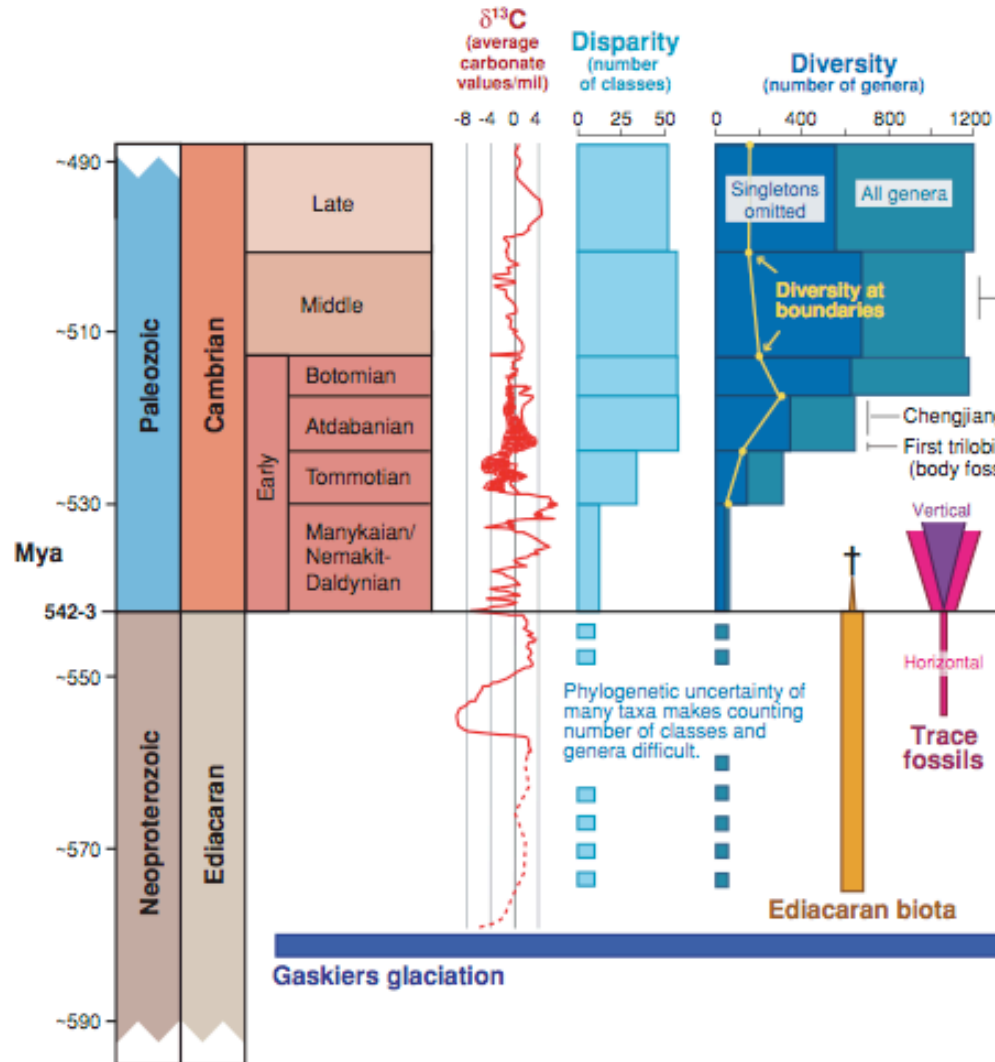 δ¹³C
(average
carbonate
values/mil)
Disparity
(number
of classes)
Diversity
(number of genera)
-8 -4 0 4
0 25 50
0 400 800 1200
~490
~510
~530
Mya
542-3
~550
~570
~590
Paleozoic
Neoproterozoic
Cambrian
Ediacaran
Late
Middle
Early
Botomian
Atdabanian
Tommotian
Manykaian/
Nemakit-
Daldynian
Singletons
omitted
All genera
Diversity at
boundaries
Chengjiang
First trilobi
(body foss
Vertical
Horizontal
Trace
fossils
Phylogenetic uncertainty of
many taxa makes counting
number of classes and
genera difficult.
Ediacaran biota
Gaskiers glaciation